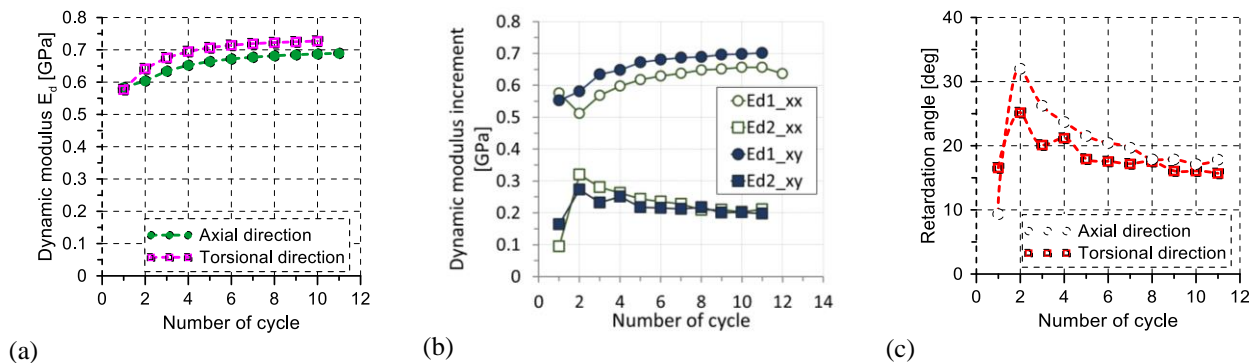 0.8
0.7
0.6
0.5
0.4
0.3
0.2
0.1
0
Dynamic modulus E_d [GPa]
Axial direction
Torsional direction
0 2 4 6 8 10 12
Number of cycle
(a)
0.8
0.7
0.6
0.5
0.4
0.3
0.2
0.1
0
Dynamic modulus increment
[GPa]
Ed1_xx
Ed2_xx
Ed1_xy
Ed2_xy
0 2 4 6 8 10 12 14
Number of cycle
(b)
40
30
20
10
0
Retardation angle [deg]
Axial direction
Torsional direction
0 2 4 6 8 10 12
Number of cycle
(c)